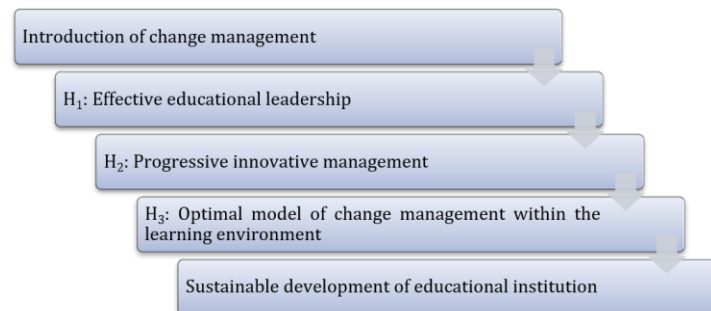 Introduction of change management
H₁: Effective educational leadership
H₂: Progressive innovative management
H₃: Optimal model of change management within the
learning environment
Sustainable development of educational institution